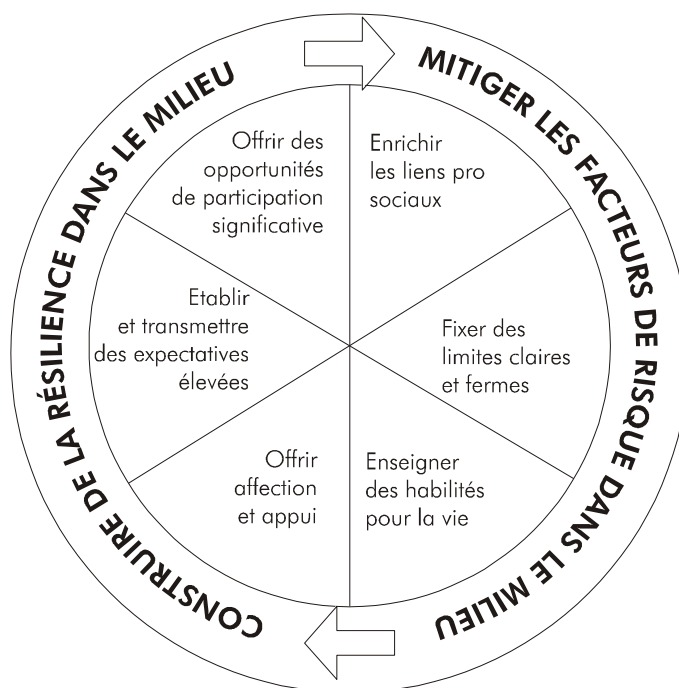 CONSTRUIRE DE LA RÉSILIENCE DANS LE MILIEU
MITIGER LES FACTEURS DE RISQUE DANS LE MILIEU
Offrir des
opportunités
de participation
significative
Enrichir
les liens pro
sociaux
Etablir
et transmettre
des expectatives
élevées
Fixer des
limites claires
et fermes
Offrir
affection
et appui
Enseigner
des habilités
pour la vie